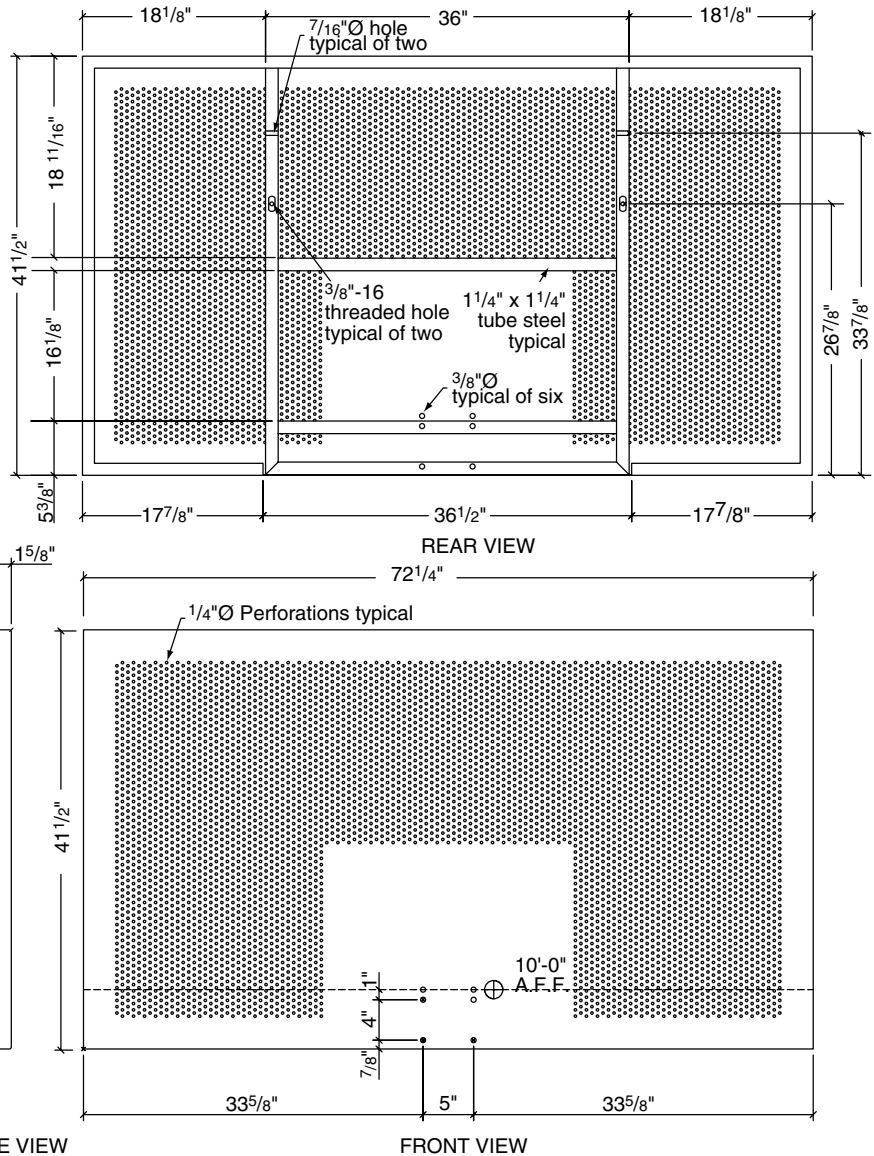 18 1/8"
36"
18 1/8"
7/16"Ø hole
typical of two
18 11/16"
41 1/2"
16 1/8"
5 3/8"
3/8"-16
threaded hole
typical of two
1 1/4" x 1 1/4"
tube steel
typical
3/8"Ø
typical of six
26 7/8"
33 7/8"
17 7/8"
36 1/2"
17 7/8"
REAR VIEW
1 5/8"
72 1/4"
1/4"Ø Perforations typical
41 1/2"
10'-0"
A.F.F.
1"
4"
7/8"
33 5/8"
5"
33 5/8"
E VIEW
FRONT VIEW